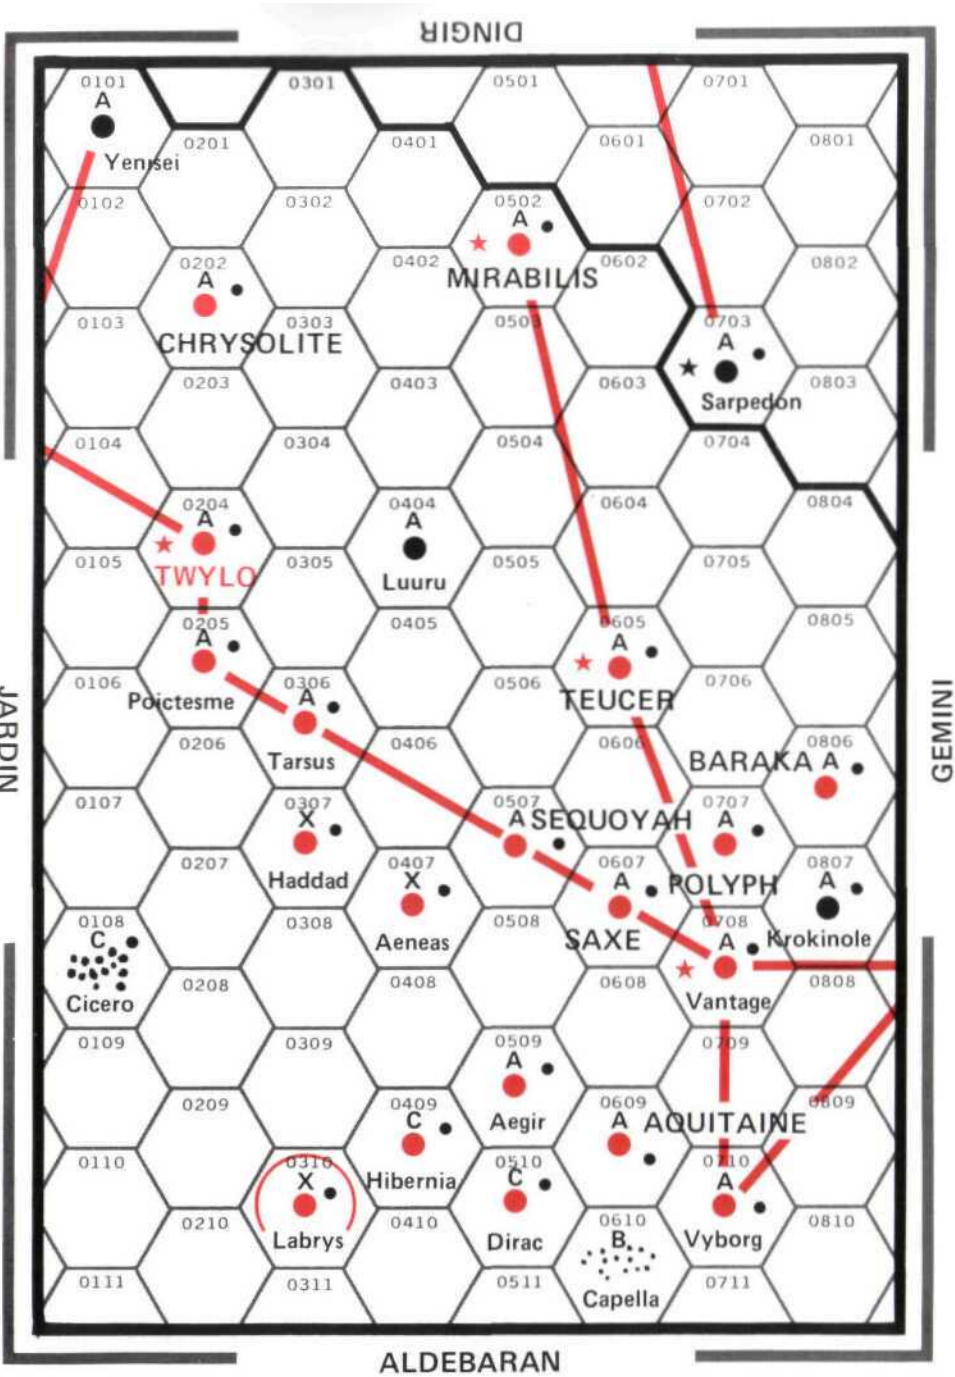 DINGIR
0101
A
Yenisei
0301
0501
0701
0201
0401
0601
0801
0102
0302
0502
A
MIRABILIS
0702
0202
A
CHRYSOLITE
0402
0602
0802
0103
0303
0503
0703
A
Sarpedon
0203
0403
0603
0803
0104
0304
0504
0704
0204
A
TWYLO
0404
A
Luuru
0604
0804
0105
0305
0505
0705
0205
A
Poictesme
0405
0605
A
TEUCER
0805
0106
0306
A
Tarsus
0506
0706
JARDIN
GEMINI
0206
0406
0606
0806
BARAKA A
0107
0307
X
Haddad
0507
A SEQUOYAH
0707
A
POLYPH
0207
0407
X
Aeneas
0607
A
SAXE
0807
A
Krokinole
0108
C
Cicero
0308
0508
0708
A
Vantage
0208
0408
0608
0808
0109
0309
0509
A
Aegir
0709
0209
0409
C
Hibernia
0609
A AQUITAINE
0809
0110
0310
X
Labrys
0510
C
Dirac
0710
A
Vyborg
0210
0410
0610
B
Capella
0810
0111
0311
0511
0711
ALDEBARAN